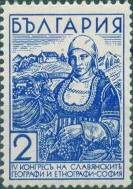 БЪЛГАРИЯ
2
IV КОНГРЕСЪ НА СЛАВЯНСКИТѢ
ГЕОГРАФИ И ЕТНОГРАФИ-СОФИЯ